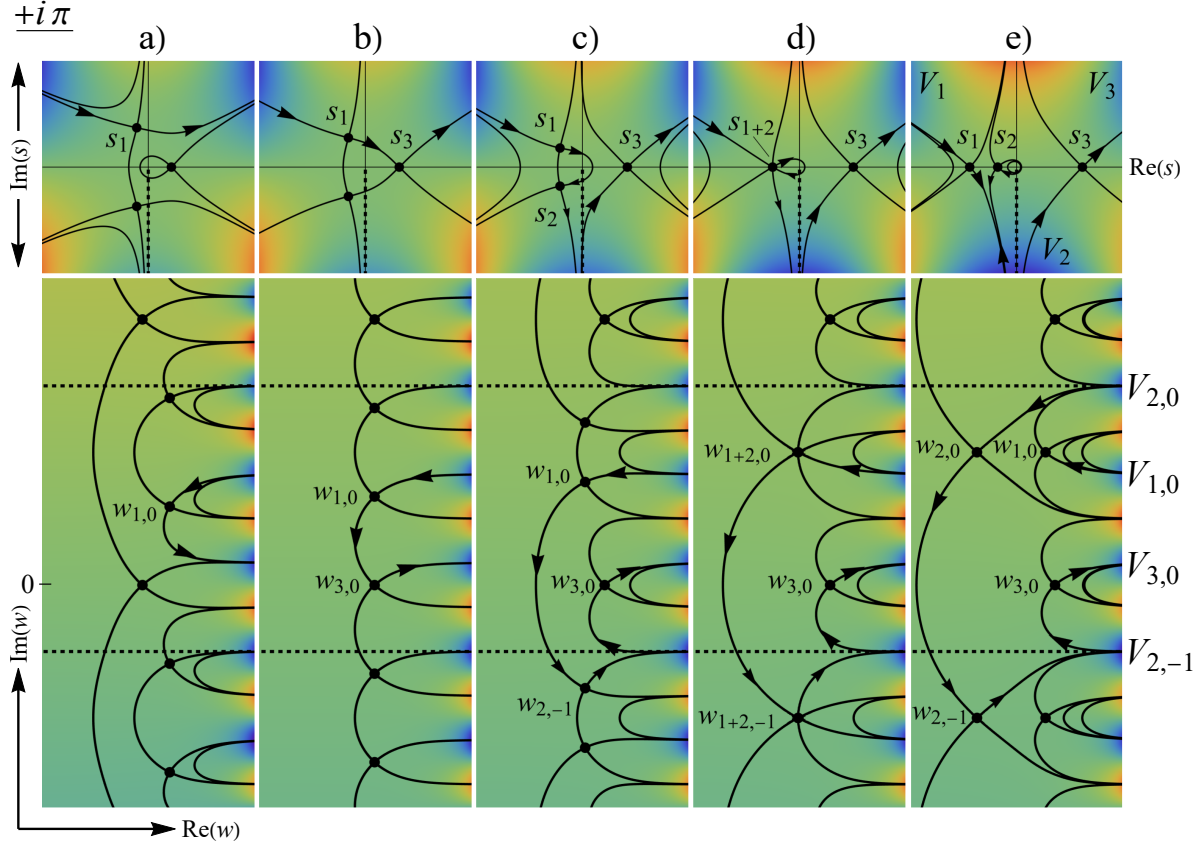 +iπ
a) b) c) d) e)
Im(s)
s₁
s₁ s₃
s₁ s₂ s₃
s₁₊₂ s₃
V₁ V₃ s₁ s₂ s₃ V₂
Re(s)
w₁,₀
w₁,₀ w₃,₀
w₁,₀ w₃,₀ w₂,₋₁
w₁₊₂,₀ w₃,₀ w₁₊₂,₋₁
w₂,₀ w₁,₀ w₃,₀ w₂,₋₁
V₂,₀
V₁,₀
V₃,₀
V₂,₋₁
0
Im(w)
Re(w)